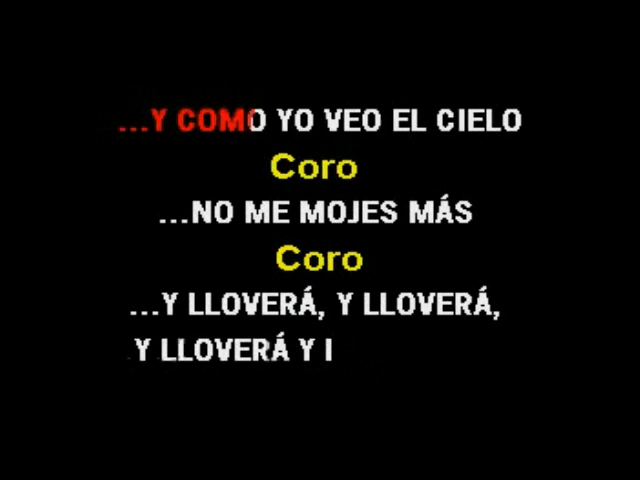 ...Y COMO YO VEO EL CIELO
Coro
...NO ME MOJES MÁS
Coro
...Y LLOVERÁ, Y LLOVERÁ,
Y LLOVERÁ Y